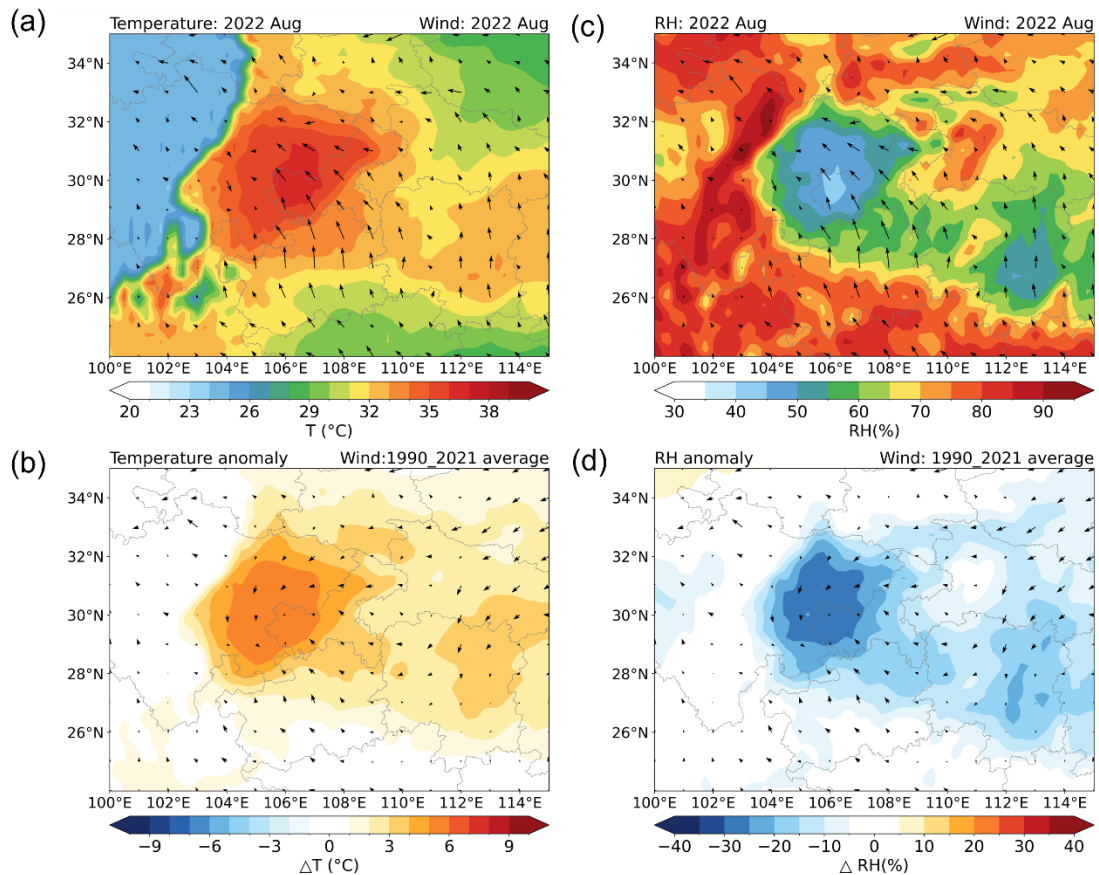 (a)
Temperature: 2022 Aug Wind: 2022 Aug
34°N
32°N
30°N
28°N
26°N
100°E 102°E 104°E 106°E 108°E 110°E 112°E 114°E
20 23 26 29 32 35 38
T (°C)
(c)
RH: 2022 Aug Wind: 2022 Aug
34°N
32°N
30°N
28°N
26°N
100°E 102°E 104°E 106°E 108°E 110°E 112°E 114°E
30 40 50 60 70 80 90
RH(%)
(b)
Temperature anomaly Wind:1990_2021 average
34°N
32°N
30°N
28°N
26°N
100°E 102°E 104°E 106°E 108°E 110°E 112°E 114°E
−9 −6 −3 0 3 6 9
△T (°C)
(d)
RH anomaly Wind: 1990_2021 average
34°N
32°N
30°N
28°N
26°N
100°E 102°E 104°E 106°E 108°E 110°E 112°E 114°E
−40 −30 −20 −10 0 10 20 30 40
△ RH(%)